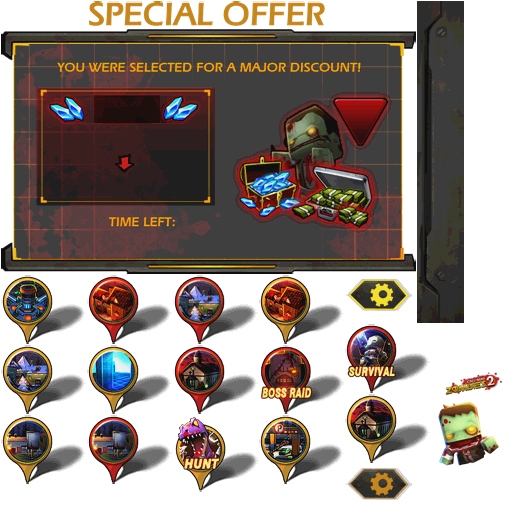 SPECIAL OFFER
YOU WERE SELECTED FOR A MAJOR DISCOUNT!
TIME LEFT:
SURVIVAL
BOSS RAID
HUNT